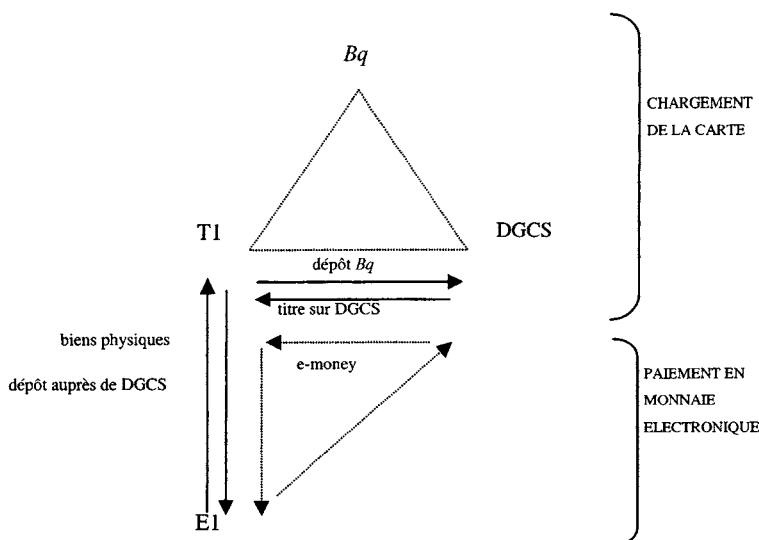 Bq
CHARGEMENT
DE LA CARTE
T1
DGCS
dépôt Bq
titre sur DGCS
biens physiques
e-money
dépôt auprès de DGCS
PAIEMENT EN
MONNAIE
ELECTRONIQUE
E1